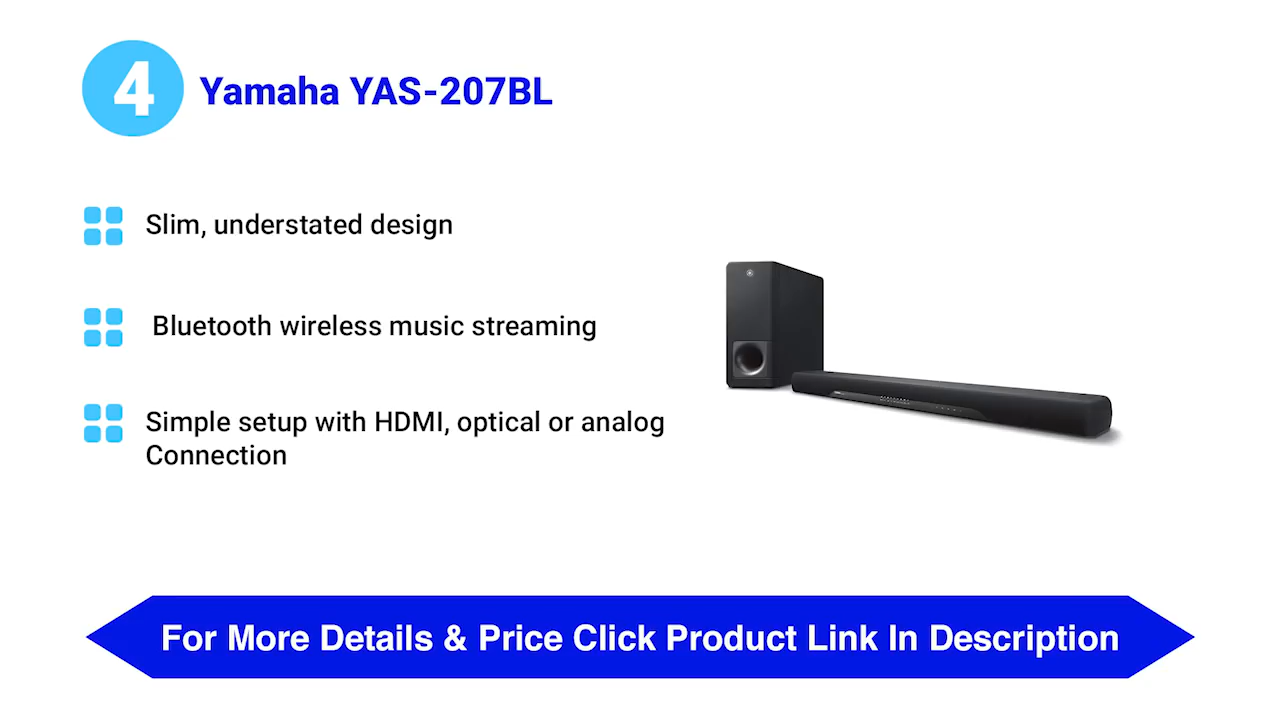 4
Yamaha YAS-207BL
Slim, understated design
Bluetooth wireless music streaming
Simple setup with HDMI, optical or analog
Connection
For More Details & Price Click Product Link In Description